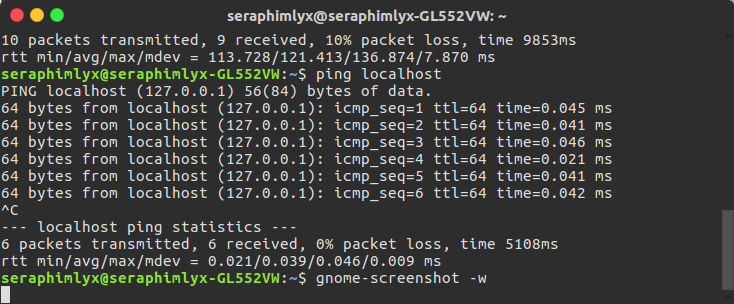 seraphimlyx@seraphimlyx-GL552VW: ~
10 packets transmitted, 9 received, 10% packet loss, time 9853ms
rtt min/avg/max/mdev = 113.728/121.413/136.874/7.870 ms
seraphimlyx@seraphimlyx-GL552VW:~$ ping localhost
PING localhost (127.0.0.1) 56(84) bytes of data.
64 bytes from localhost (127.0.0.1): icmp_seq=1 ttl=64 time=0.045 ms
64 bytes from localhost (127.0.0.1): icmp_seq=2 ttl=64 time=0.041 ms
64 bytes from localhost (127.0.0.1): icmp_seq=3 ttl=64 time=0.046 ms
64 bytes from localhost (127.0.0.1): icmp_seq=4 ttl=64 time=0.021 ms
64 bytes from localhost (127.0.0.1): icmp_seq=5 ttl=64 time=0.041 ms
64 bytes from localhost (127.0.0.1): icmp_seq=6 ttl=64 time=0.042 ms
^C
--- localhost ping statistics ---
6 packets transmitted, 6 received, 0% packet loss, time 5108ms
rtt min/avg/max/mdev = 0.021/0.039/0.046/0.009 ms
seraphimlyx@seraphimlyx-GL552VW:~$ gnome-screenshot -w